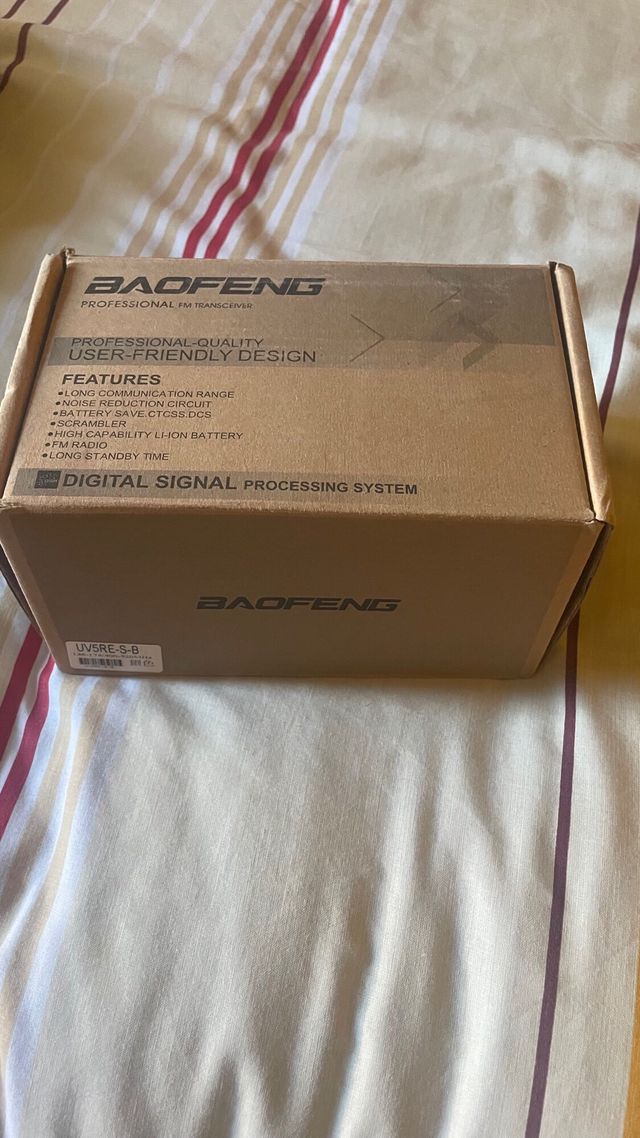 BAOFENG
PROFESSIONAL FM TRANSCEIVER
PROFESSIONAL-QUALITY
USER-FRIENDLY DESIGN
FEATURES
•LONG COMMUNICATION RANGE
•NOISE REDUCTION CIRCUIT
•BATTERY SAVE.CTCSS.DCS
•SCRAMBLER
•HIGH CAPABILITY LI-ION BATTERY
•FM RADIO
•LONG STANDBY TIME
DIGITAL SIGNAL PROCESSING SYSTEM
BAOFENG
UV5RE-S-B